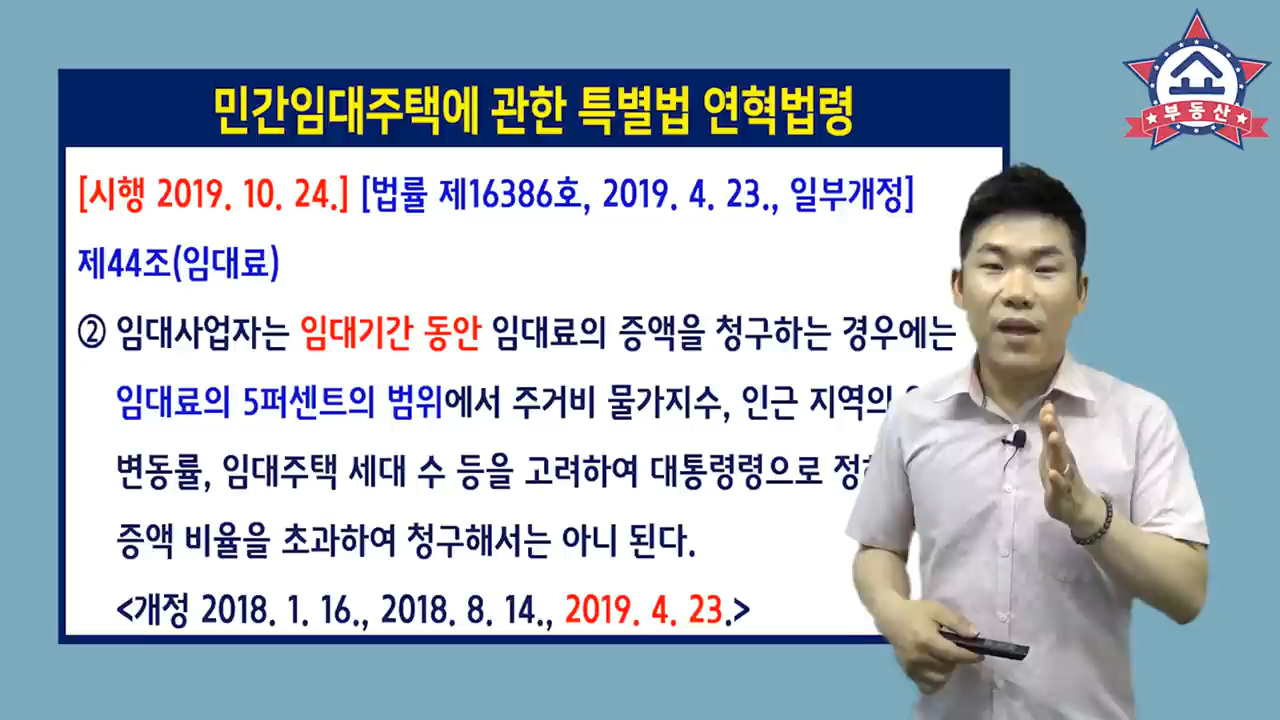 민간임대주택에 관한 특별법 연혁법령
부동산
[시행 2019. 10. 24.] [법률 제16386호, 2019. 4. 23., 일부개정]
제44조(임대료)
② 임대사업자는 임대기간 동안 임대료의 증액을 청구하는 경우에는
임대료의 5퍼센트의 범위에서 주거비 물가지수, 인근 지역의
변동률, 임대주택 세대 수 등을 고려하여 대통령령으로
증액 비율을 초과하여 청구해서는 아니 된다.
<개정 2018. 1. 16., 2018. 8. 14., 2019. 4. 23.>